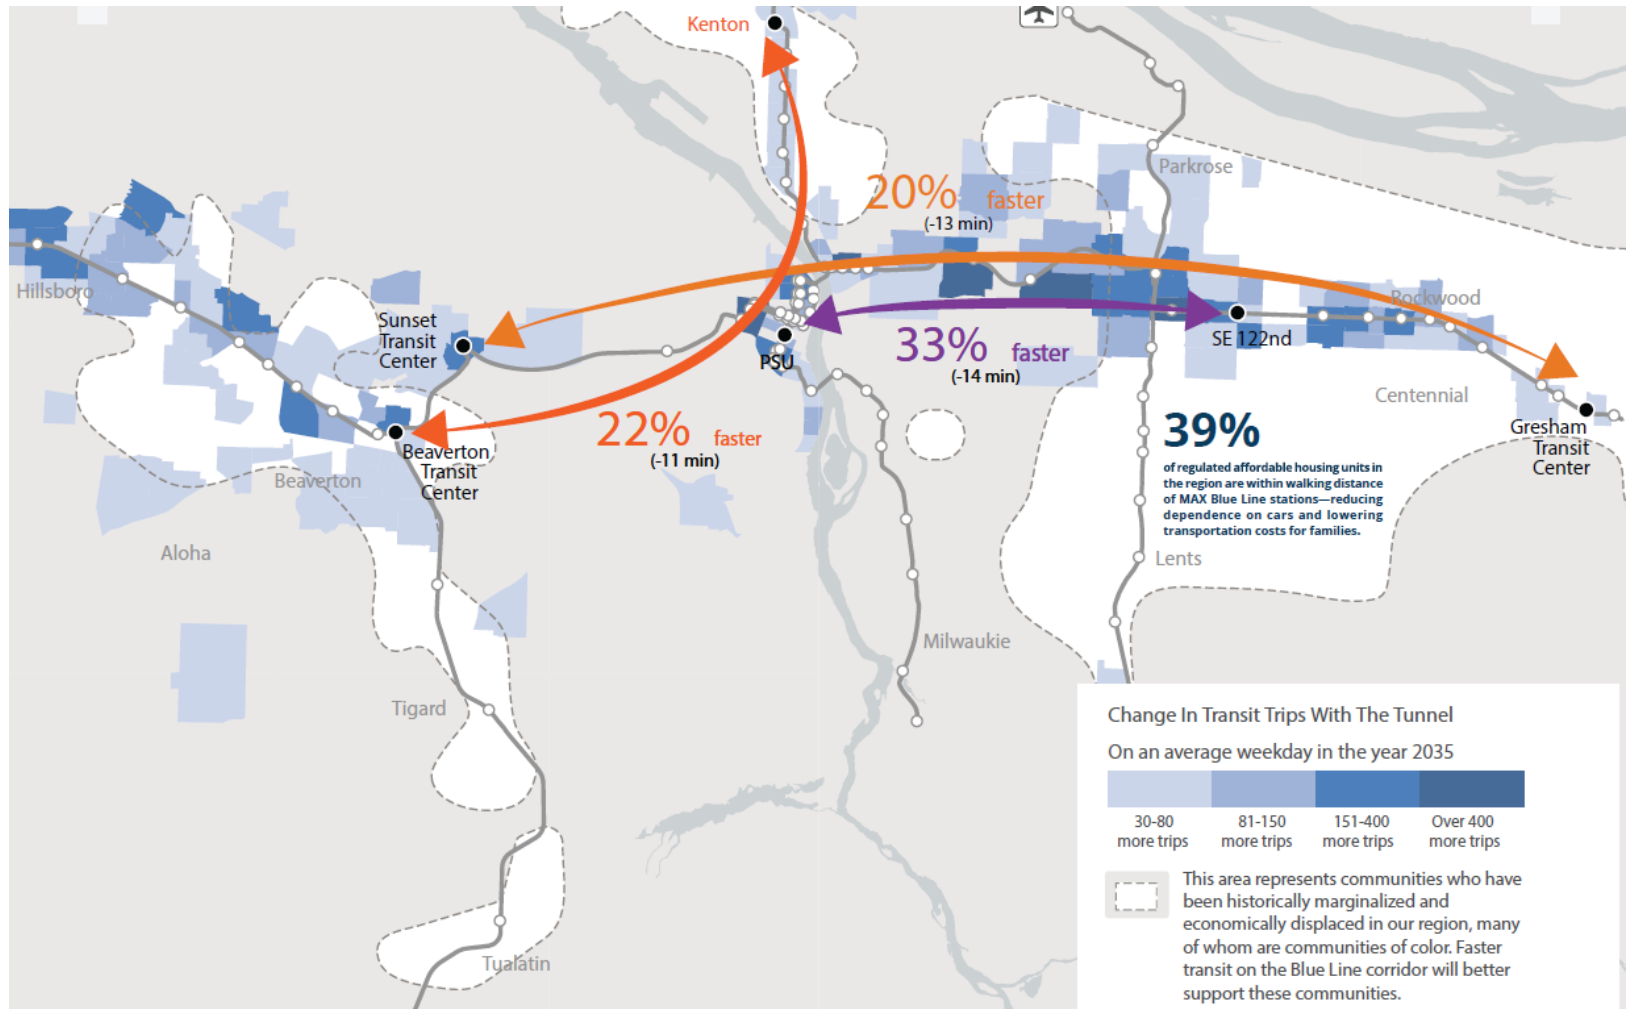 Kenton
Parkrose
20% faster
(-13 min)
Hillsboro
Rockwood
Sunset
Transit
Center
PSU
33% faster
(-14 min)
SE 122nd
Centennial
22% faster
(-11 min)
39%
of regulated affordable housing units in
the region are within walking distance
of MAX Blue Line stations—reducing
dependence on cars and lowering
transportation costs for families.
Gresham
Transit
Center
Beaverton
Transit
Center
Beaverton
Aloha
Lents
Milwaukie
Tigard
Tualatin
Change In Transit Trips With The Tunnel
On an average weekday in the year 2035
30-80
more trips
81-150
more trips
151-400
more trips
Over 400
more trips
This area represents communities who have
been historically marginalized and
economically displaced in our region, many
of whom are communities of color. Faster
transit on the Blue Line corridor will better
support these communities.